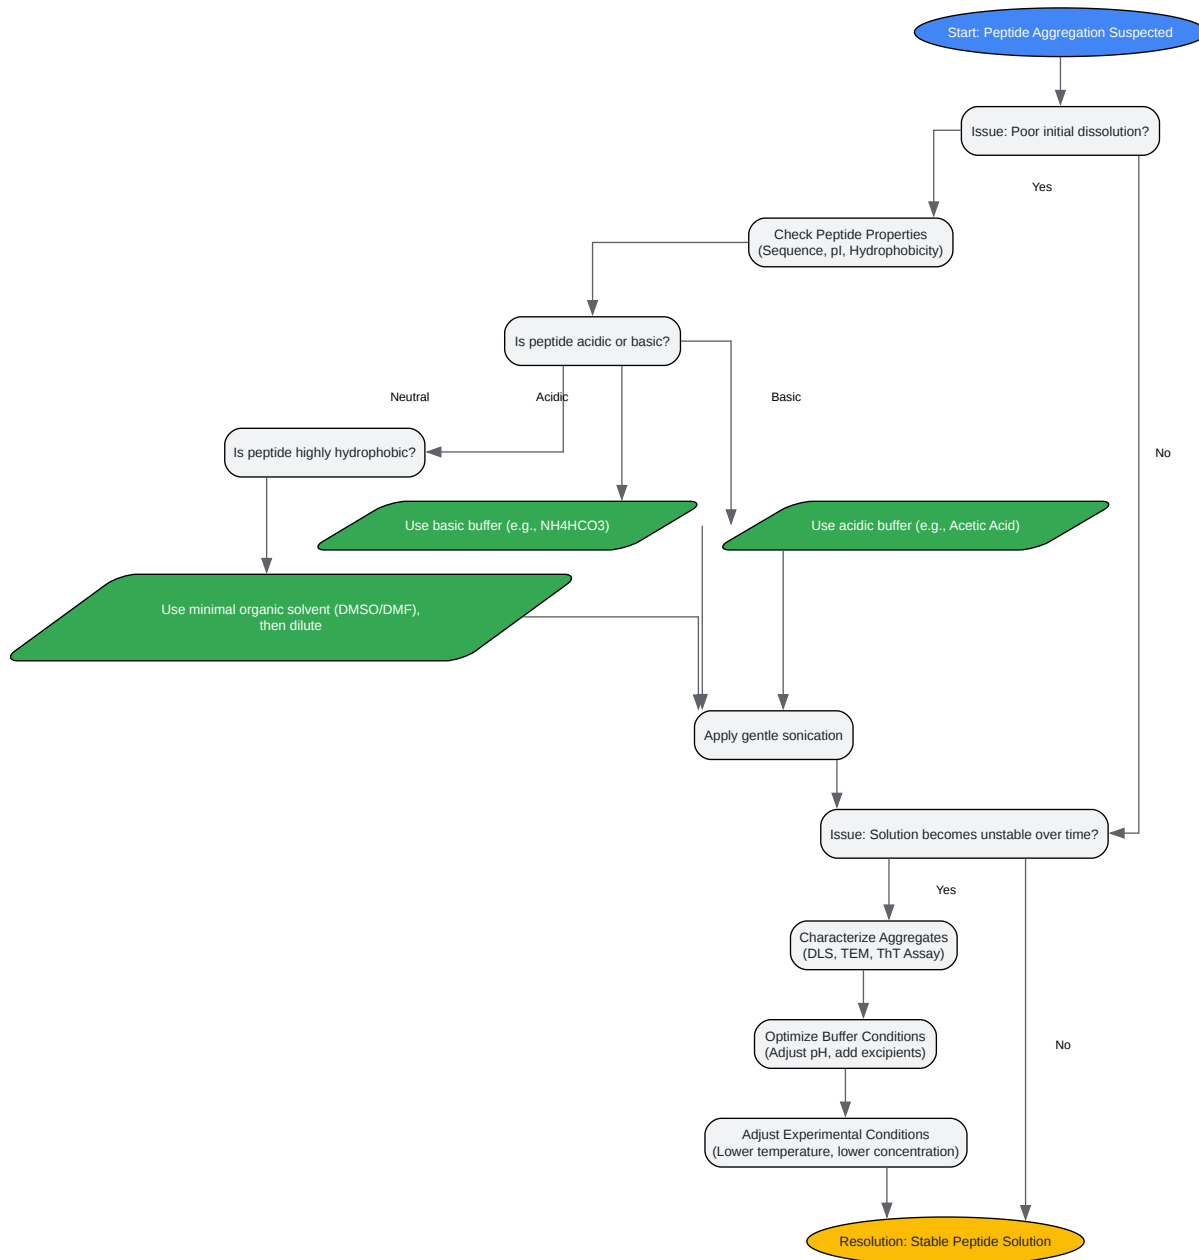 Start: Peptide Aggregation Suspected
Issue: Poor initial dissolution?
Yes
Check Peptide Properties
(Sequence, pI, Hydrophobicity)
Is peptide acidic or basic?
Neutral
Acidic
Basic
Is peptide highly hydrophobic?
No
Use basic buffer (e.g., NH4HCO3)
Use acidic buffer (e.g., Acetic Acid)
Use minimal organic solvent (DMSO/DMF),
then dilute
Apply gentle sonication
Issue: Solution becomes unstable over time?
Yes
Characterize Aggregates
(DLS, TEM, ThT Assay)
Optimize Buffer Conditions
(Adjust pH, add excipients)
No
Adjust Experimental Conditions
(Lower temperature, lower concentration)
Resolution: Stable Peptide Solution